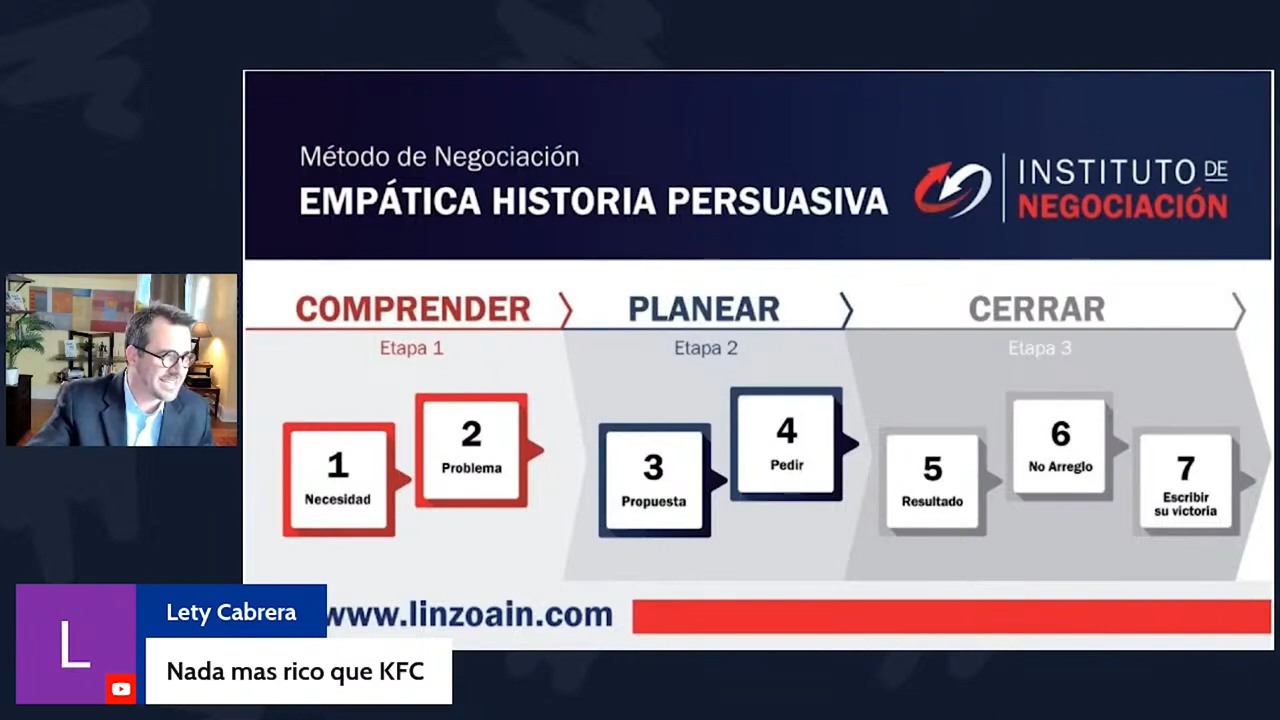 Método de Negociación
EMPÁTICA HISTORIA PERSUASIVA
INSTITUTO DE
NEGOCIACIÓN
COMPRENDER
PLANEAR
CERRAR
Etapa 1
Etapa 2
Etapa 3
1
Necesidad
2
Problema
3
Propuesta
4
Pedir
5
Resultado
6
No Arreglo
7
Escribir
su victoria
www.linzoain.com
L
Lety Cabrera
Nada mas rico que KFC